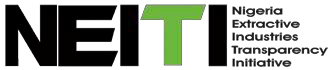 NEITI
Nigeria
Extractive
Industries
Transparency
Initiative